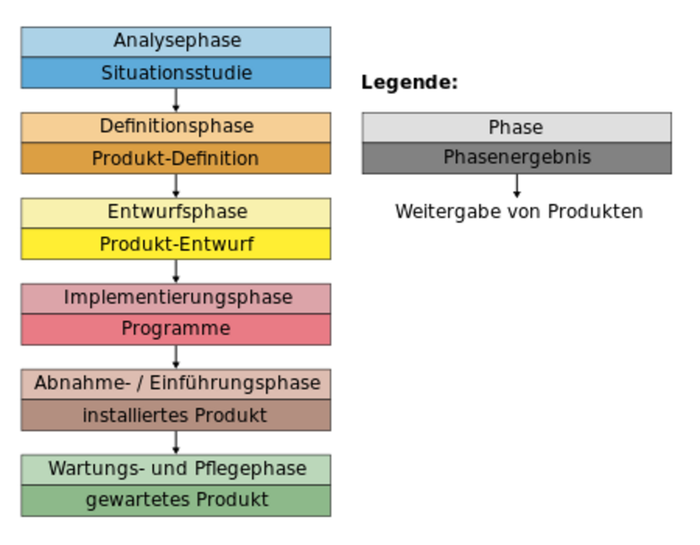 Analysephase
Situationsstudie
Definitionsphase
Produkt-Definition
Entwurfsphase
Produkt-Entwurf
Implementierungsphase
Programme
Abnahme- / Einführungsphase
installiertes Produkt
Wartungs- und Pflegephase
gewartetes Produkt
Legende:
Phase
Phasenergebnis
Weitergabe von Produkten